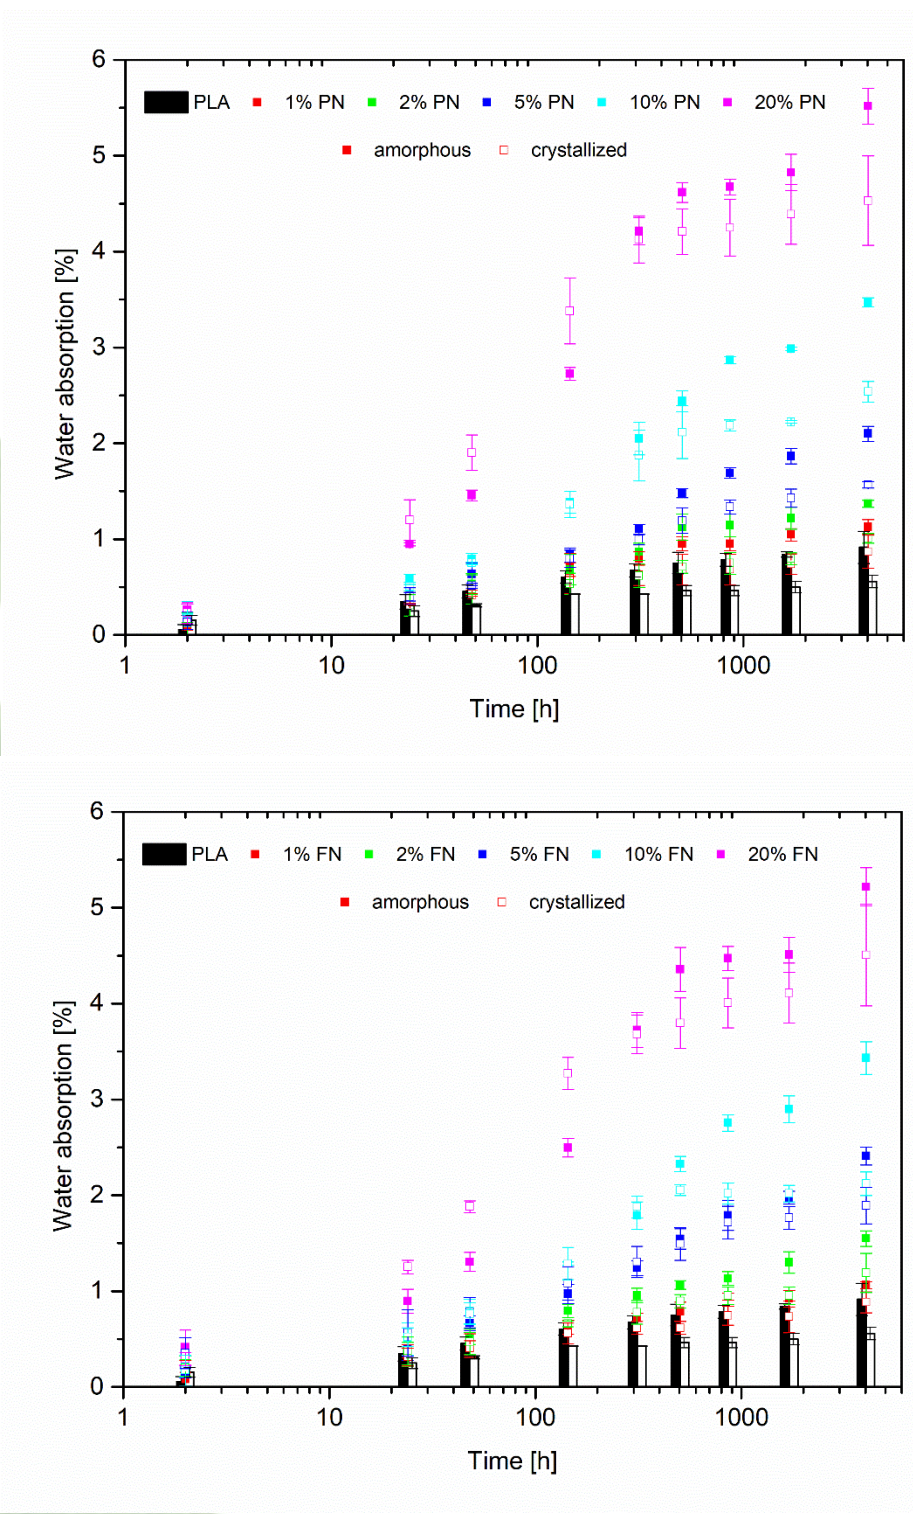 6
PLA 1% PN 2% PN 5% PN 10% PN 20% PN
amorphous crystallized
5
4
3
2
1
0
Water absorption [%]
1 10 100 1000
Time [h]
6
PLA 1% FN 2% FN 5% FN 10% FN 20% FN
amorphous crystallized
5
4
3
2
1
0
Water absorption [%]
1 10 100 1000
Time [h]